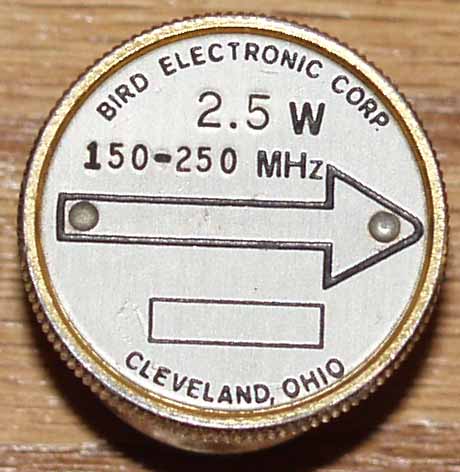 BIRD ELECTRONIC CORP.
2.5 W
150-250 MHz
CLEVELAND, OHIO